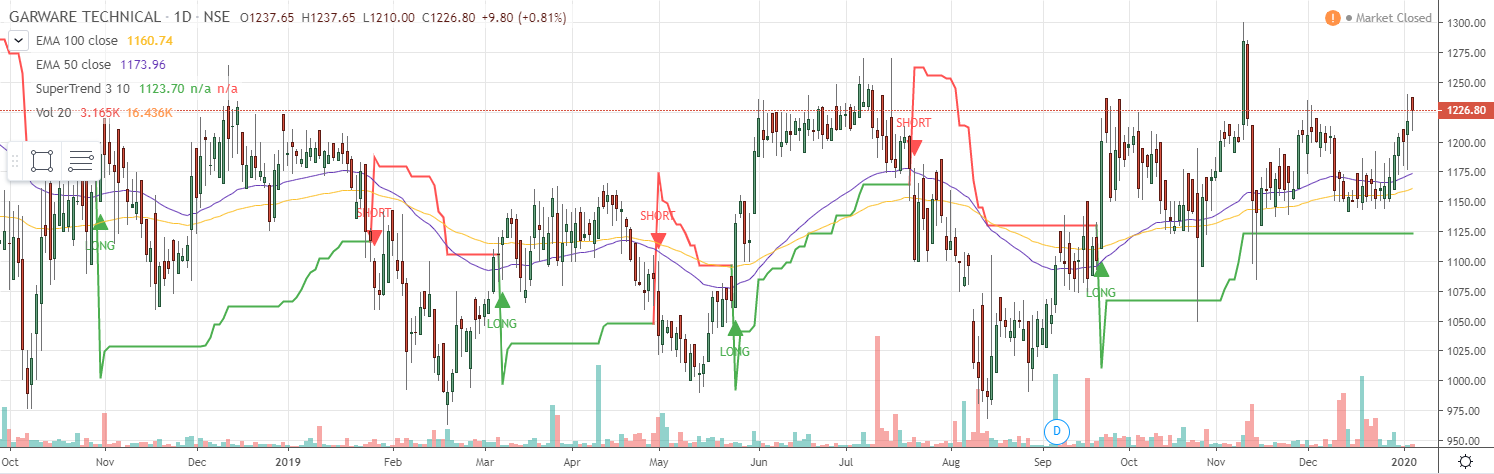 GARWARE TECHNICAL · 1D · NSE O1237.65 H1237.65 L1210.00 C1226.80 +9.80 (+0.81%)
! Market Closed
EMA 100 close 1160.74
EMA 50 close 1173.96
SuperTrend 3 10 1123.70 n/a n/a
Vol 20 3.165K 16.436K
1300.00
1275.00
1250.00
1226.80
1200.00
1175.00
1150.00
1125.00
1100.00
1075.00
1050.00
1025.00
1000.00
975.00
950.00
SHORT
SHORT
SHORT
LONG
LONG
LONG
LONG
D
Oct Nov Dec 2019 Feb Mar Apr May Jun Jul Aug Sep Oct Nov Dec 2020